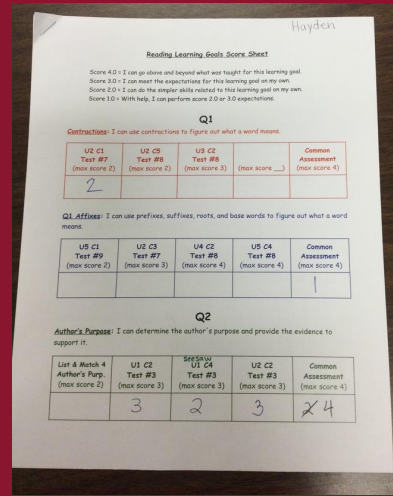 Hayden
Reading Learning Goals Score Sheet
Score 4.0 = I can go above and beyond what was taught for this learning goal.
Score 3.0 = I can meet the expectations for this learning goal on my own.
Score 2.0 = I can do the simpler skills related to this learning goal on my own.
Score 1.0 = With help, I can perform score 2.0 or 3.0 expectations.
Q1
Contractions: I can use contractions to figure out what a word means.
U2 C1 U2 C5 U3 C2 Common
Test #7 Test #8 Test #8 Assessment
(max score 2) (max score 2) (max score 3) (max score __) (max score 4)
2
Q1 Affixes: I can use prefixes, suffixes, roots, and base words to figure out what a word
means.
U5 C1 U2 C3 U4 C2 U5 C4 Common
Test #9 Test #7 Test #8 Test #8 Assessment
(max score 2) (max score 3) (max score 4) (max score 4) (max score 4)
1
Q2
Author's Purpose: I can determine the author's purpose and provide the evidence to
support it.
SeeSaw
List & Match 4 U1 C2 U1 C4 U2 C2 Common
Author's Purp. Test #3 Test #3 Test #3 Assessment
(max score 2) (max score 3) (max score 3) (max score 3) (max score 4)
3 2 3 4